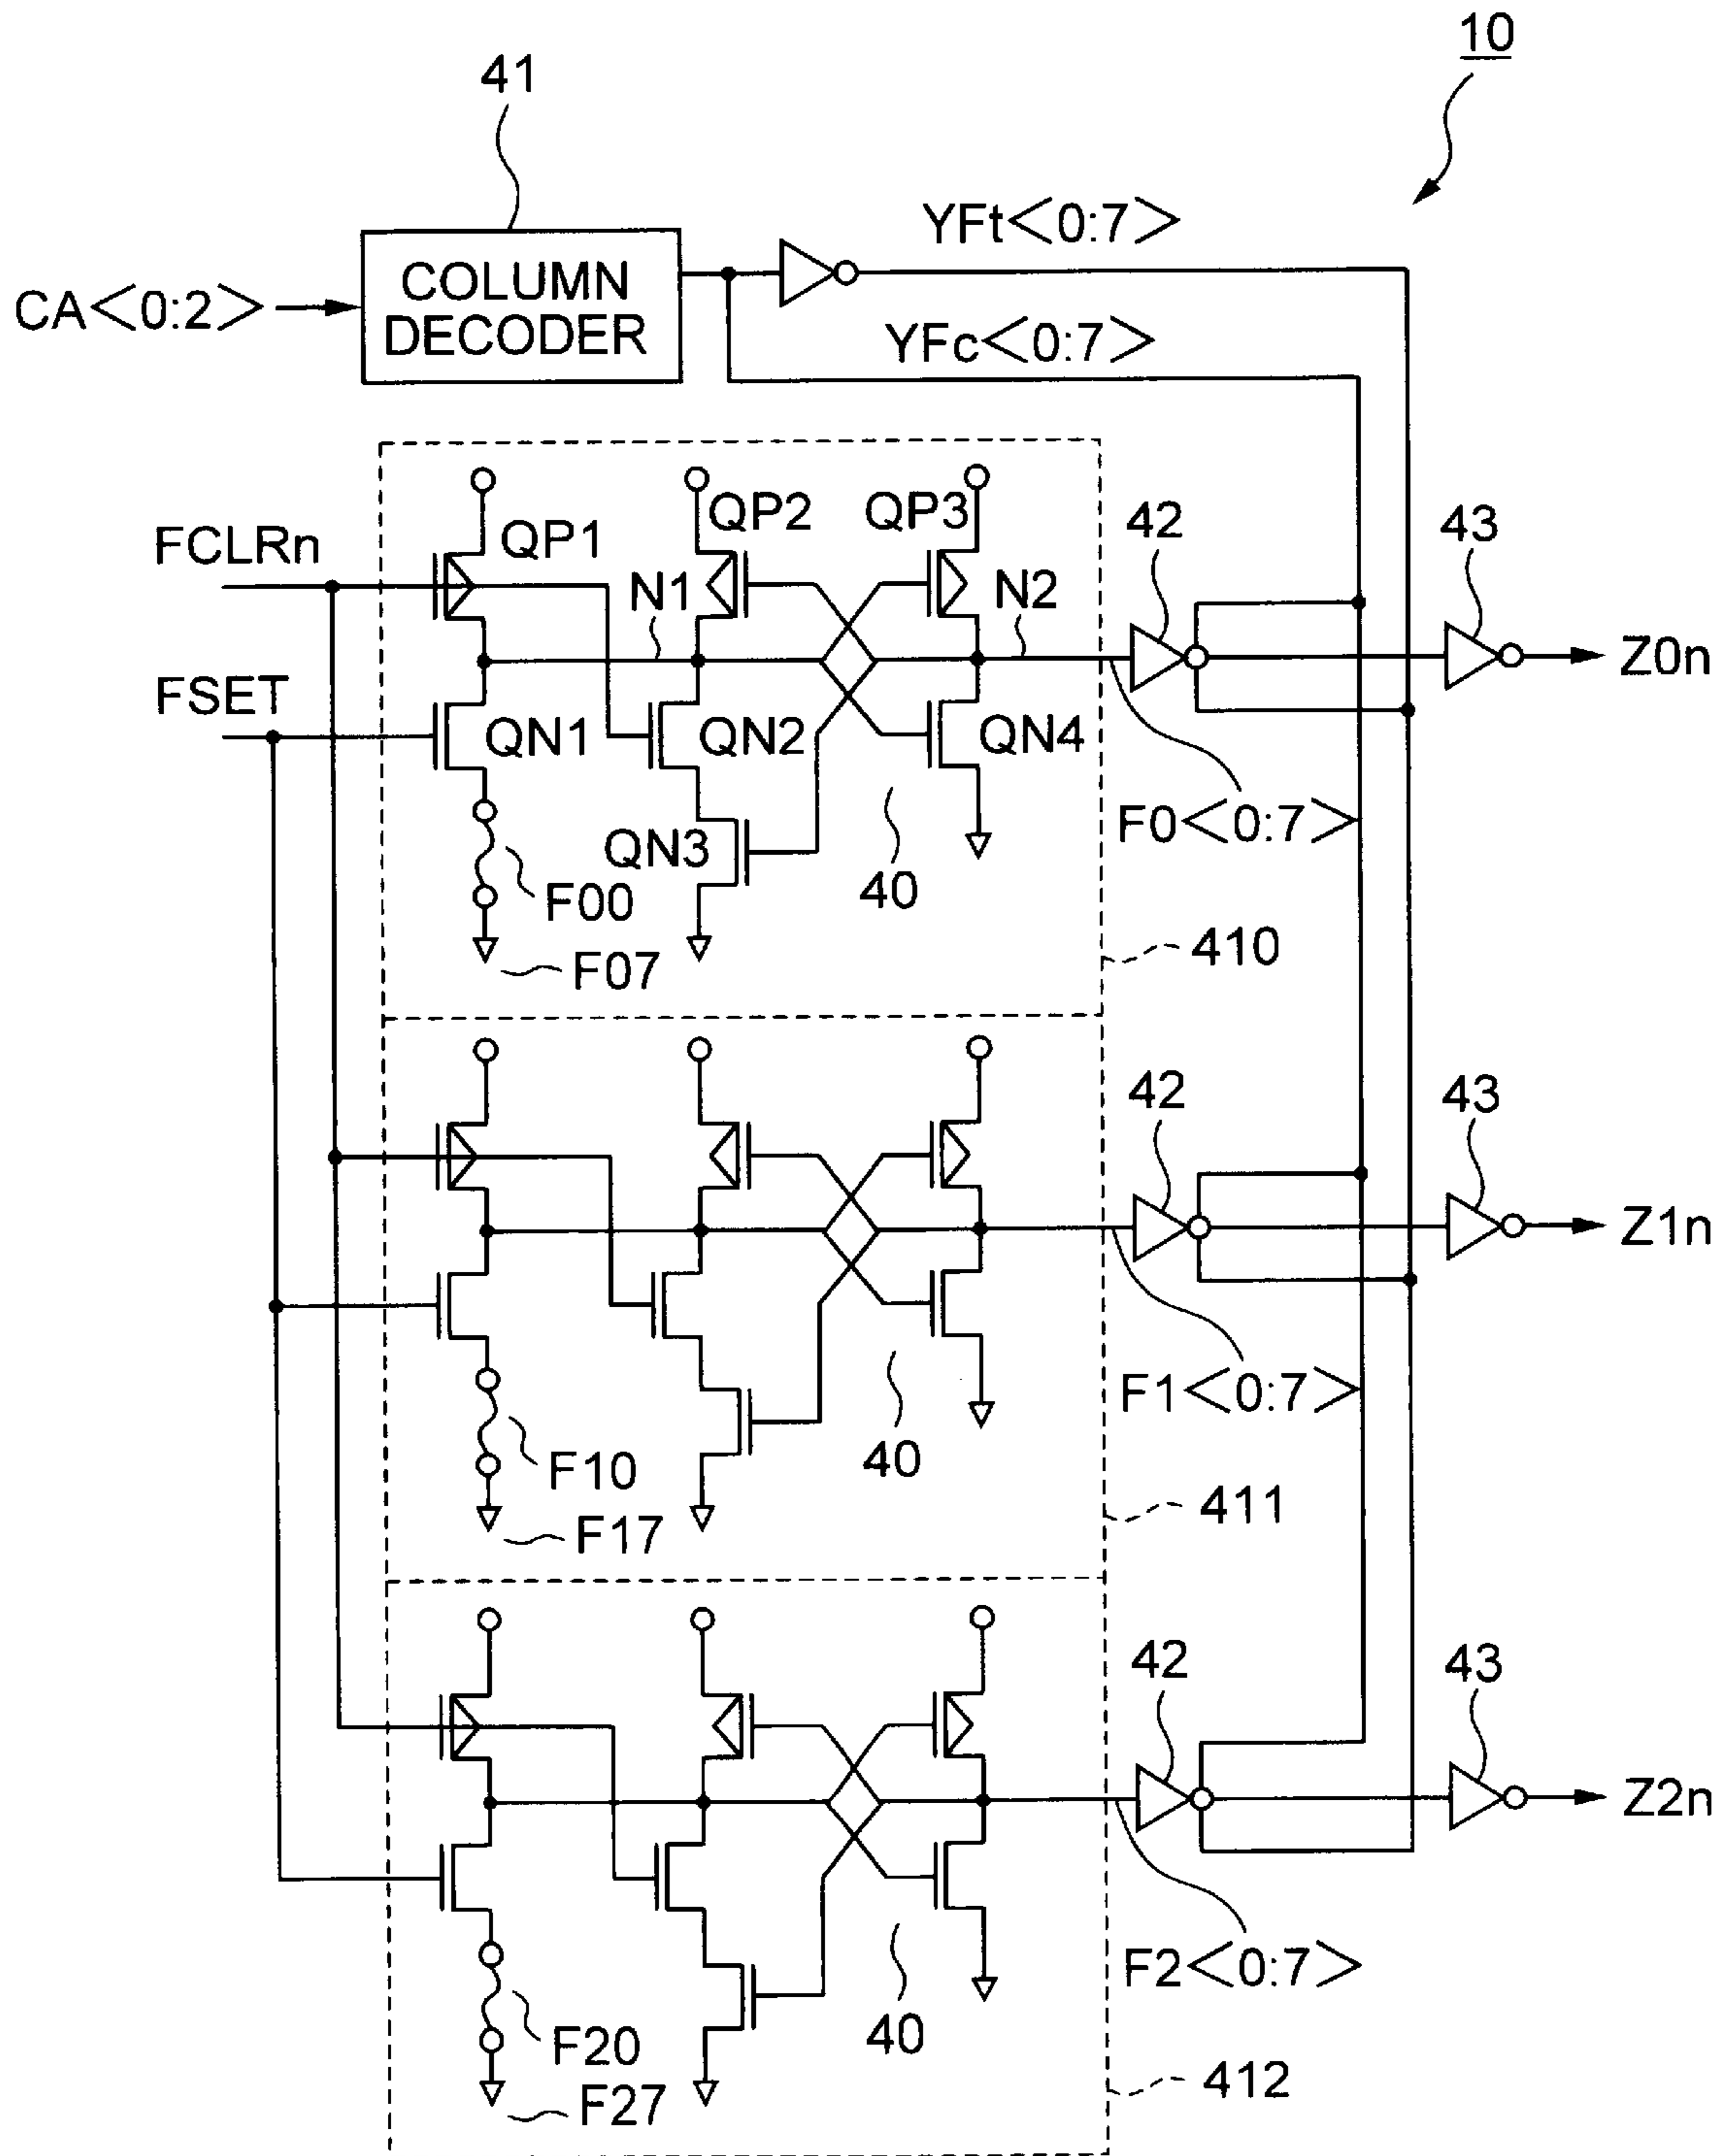 10
41
YFt<0:7>
COLUMN
DECODER
CA<0:2>
YFc<0:7>
FCLRn
QP1
QP2
QP3
42
43
N1
N2
Z0n
FSET
QN1
QN2
QN4
F0<0:7>
QN3
F00
40
F07
410
42
43
Z1n
F1<0:7>
F10
40
F17
411
42
43
Z2n
F2<0:7>
F20
40
F27
412